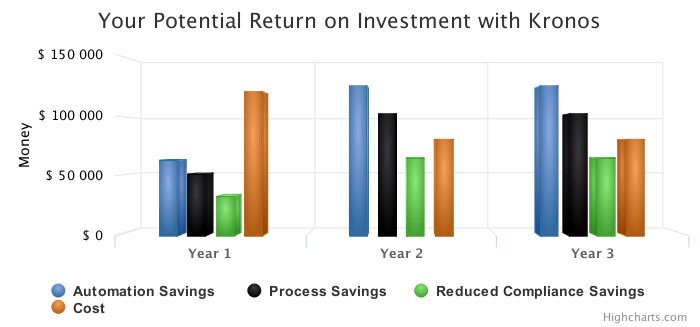 Your Potential Return on Investment with Kronos
$ 150 000
$ 100 000
$ 50 000
$ 0
Money
Year 1
Year 2
Year 3
Automation Savings
Process Savings
Reduced Compliance Savings
Cost
Highcharts.com